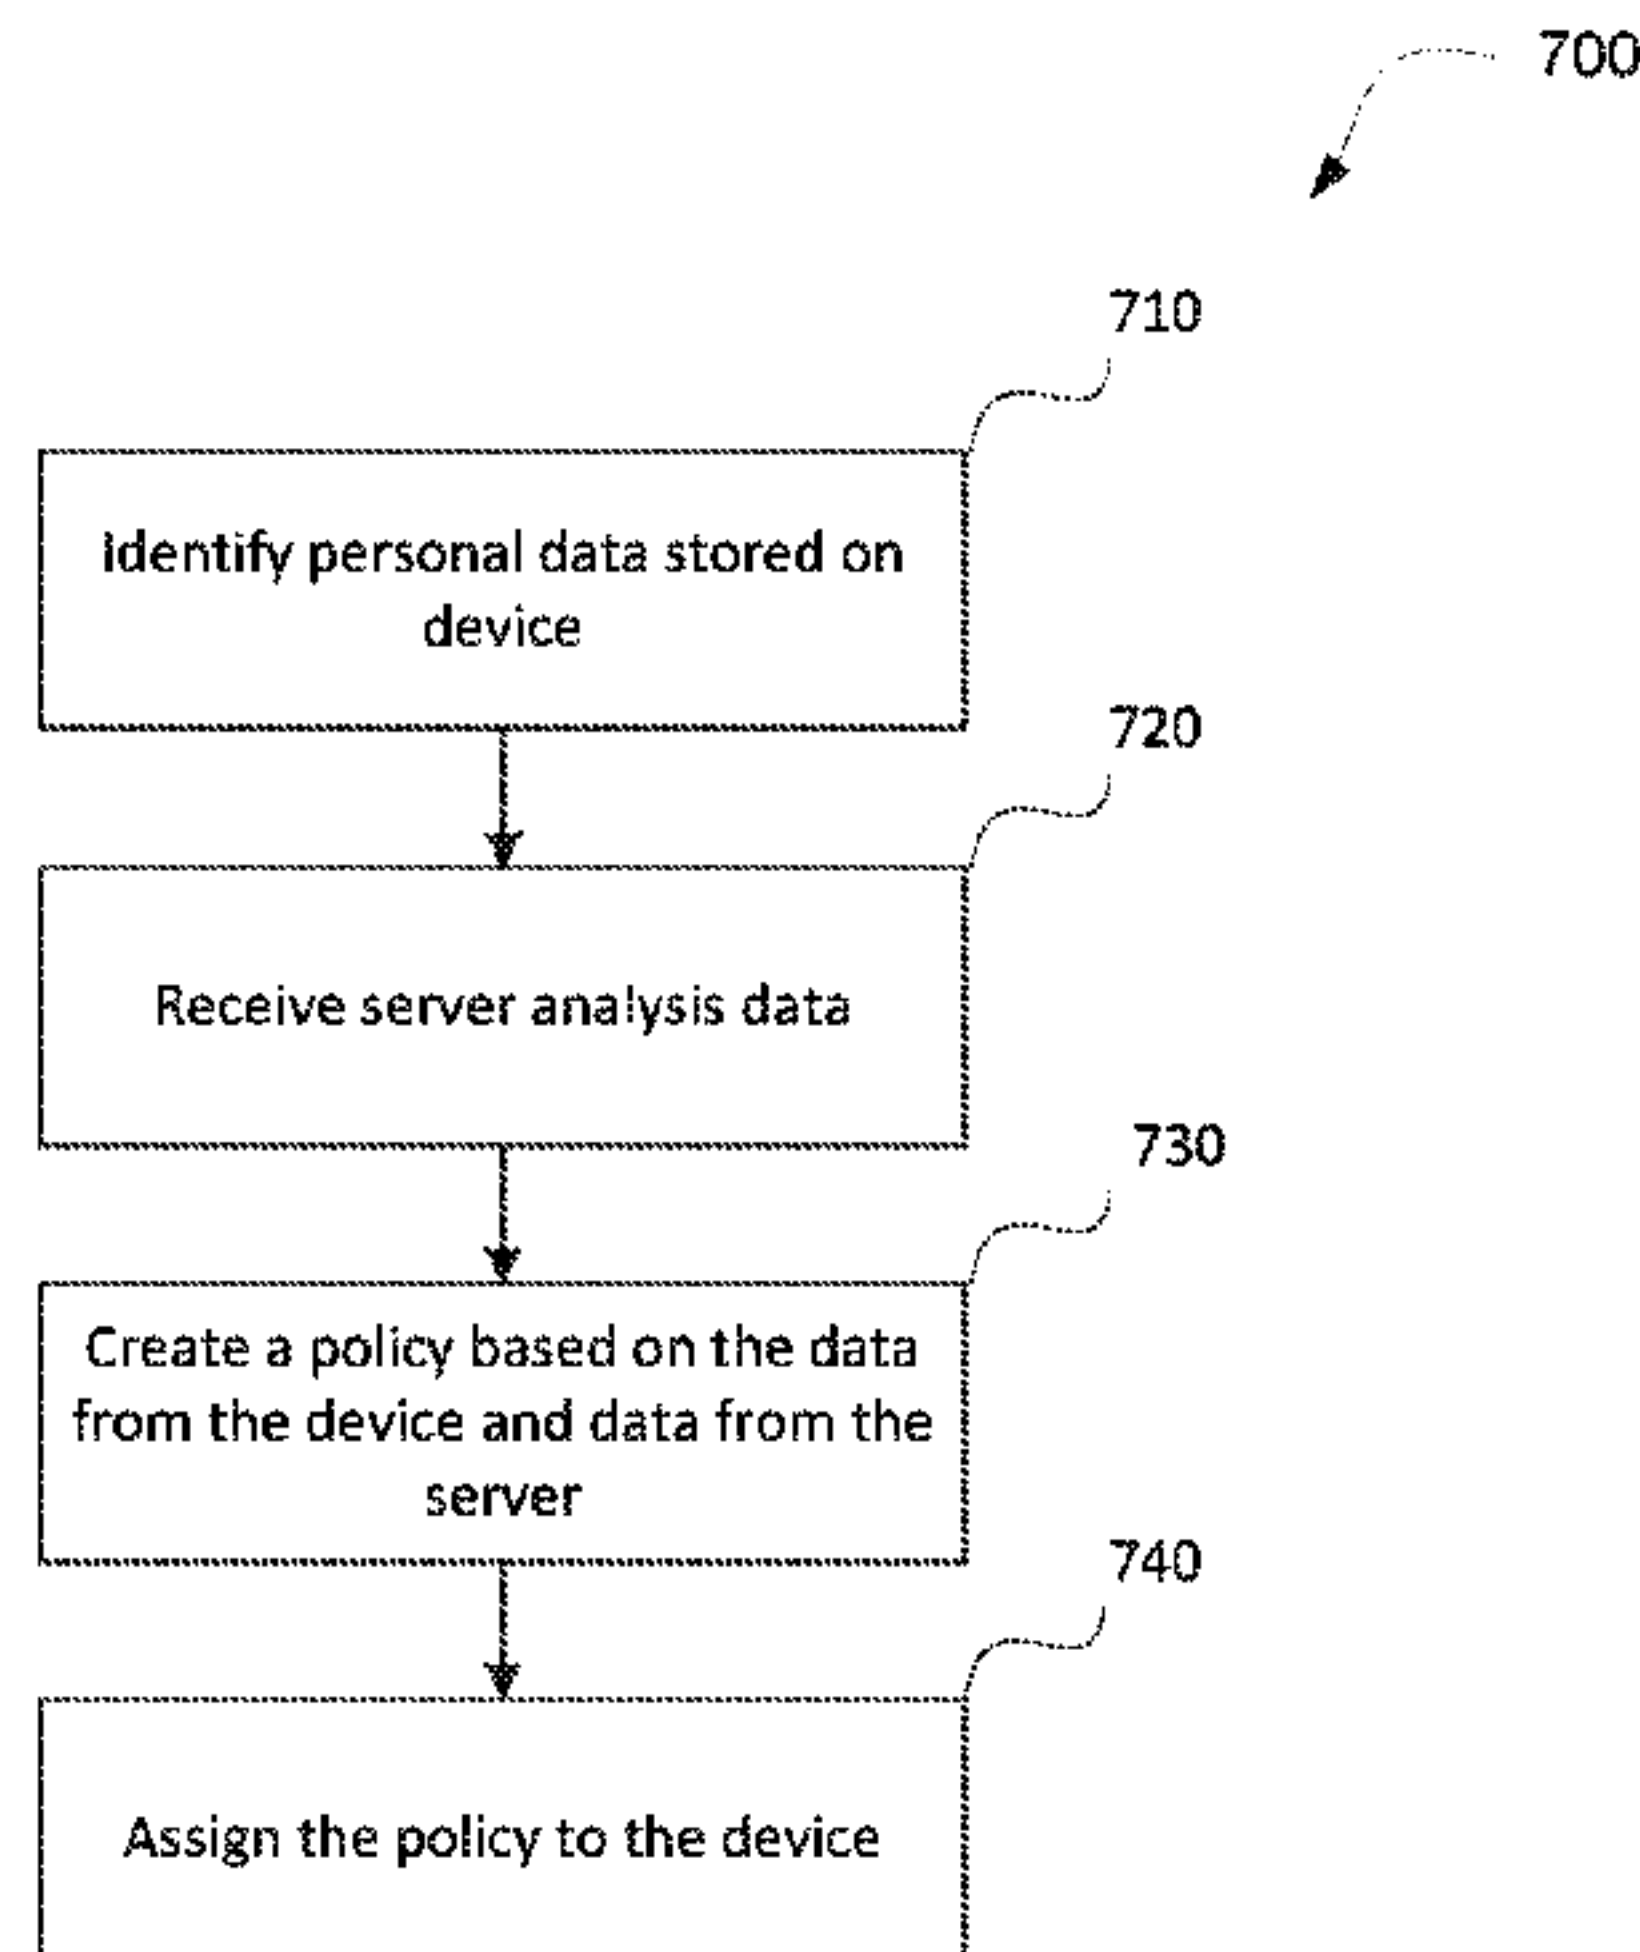 700
710
Identify personal data stored on
device
720
Receive server analysis data
730
Create a policy based on the data
from the device and data from the
server
740
Assign the policy to the device